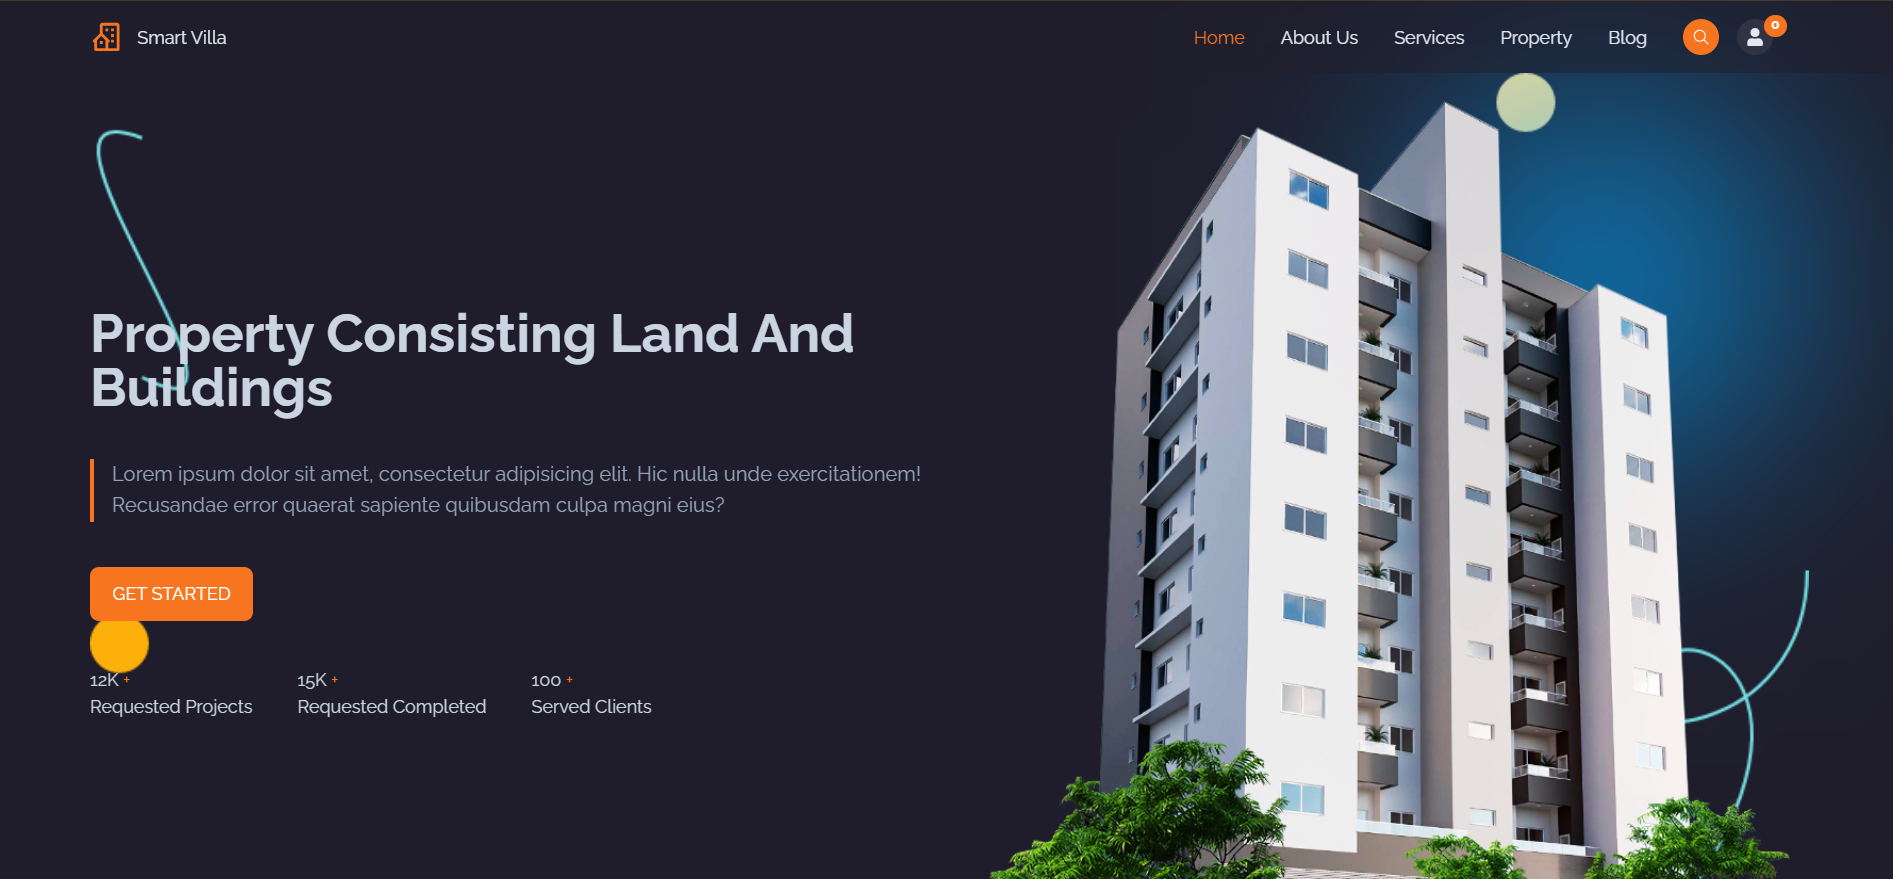 Smart Villa
Home About Us Services Property Blog
0
Property Consisting Land And
Buildings
Lorem ipsum dolor sit amet, consectetur adipisicing elit. Hic nulla unde exercitationem!
Recusandae error quaerat sapiente quibusdam culpa magni eius?
GET STARTED
12K + 15K + 100 +
Requested Projects Requested Completed Served Clients